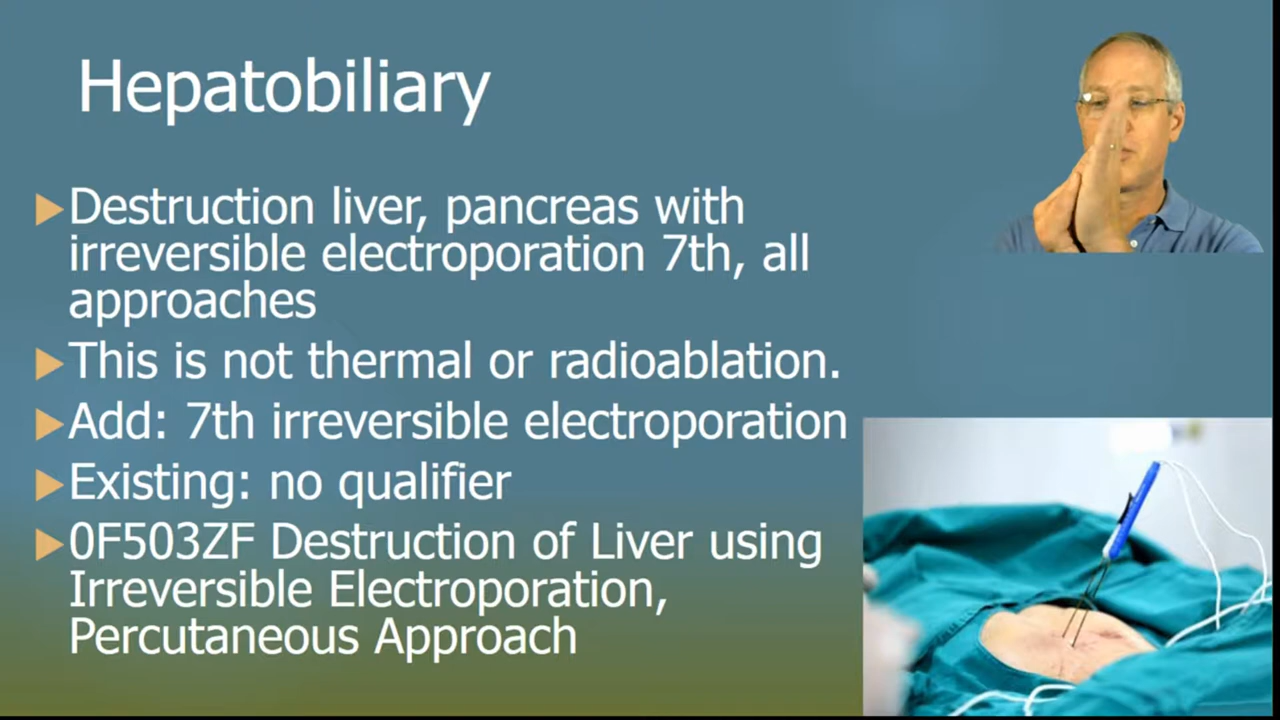 Hepatobiliary
Destruction liver, pancreas with
irreversible electroporation 7th, all
approaches
This is not thermal or radioablation.
Add: 7th irreversible electroporation
Existing: no qualifier
0F503ZF Destruction of Liver using
Irreversible Electroporation,
Percutaneous Approach